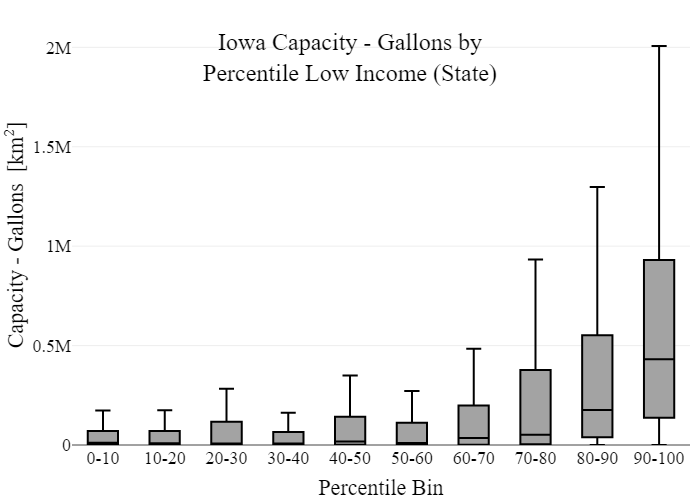 Iowa Capacity - Gallons by
Percentile Low Income (State)
Capacity - Gallons [km²]
2M
1.5M
1M
0.5M
0
0-10 10-20 20-30 30-40 40-50 50-60 60-70 70-80 80-90 90-100
Percentile Bin